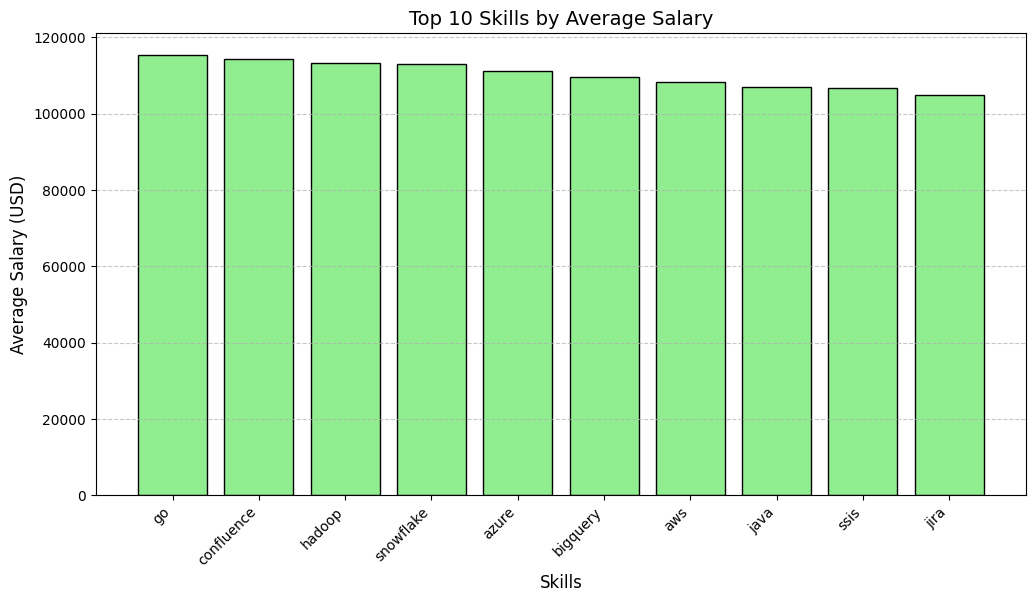 Top 10 Skills by Average Salary
120000
100000
80000
60000
40000
20000
0
Average Salary (USD)
go
confluence
hadoop
snowflake
azure
bigquery
aws
java
ssis
jira
Skills